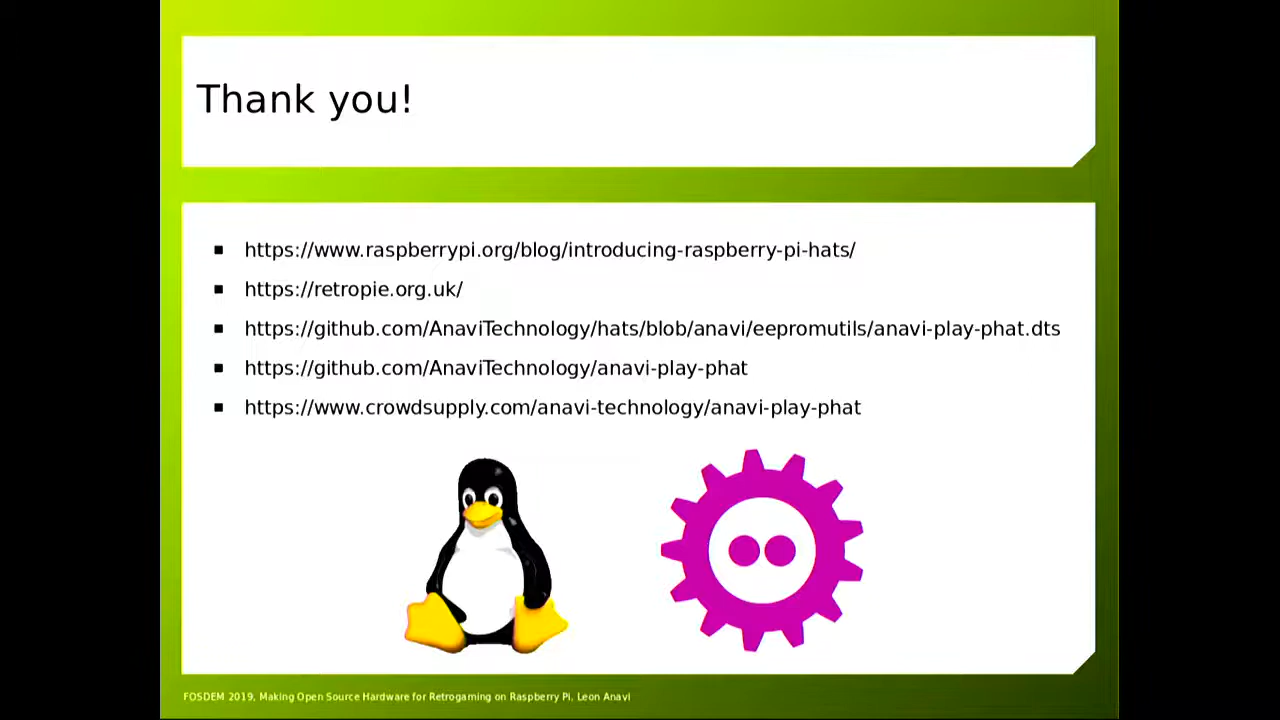 Thank you!
https://www.raspberrypi.org/blog/introducing-raspberry-pi-hats/
https://retropie.org.uk/
https://github.com/AnaviTechnology/hats/blob/anavi/eepromutils/anavi-play-phat.dts
https://github.com/AnaviTechnology/anavi-play-phat
https://www.crowdsupply.com/anavi-technology/anavi-play-phat
FOSDEM 2019, Making Open Source Hardware for Retrogaming on Raspberry Pi, Leon Anavi